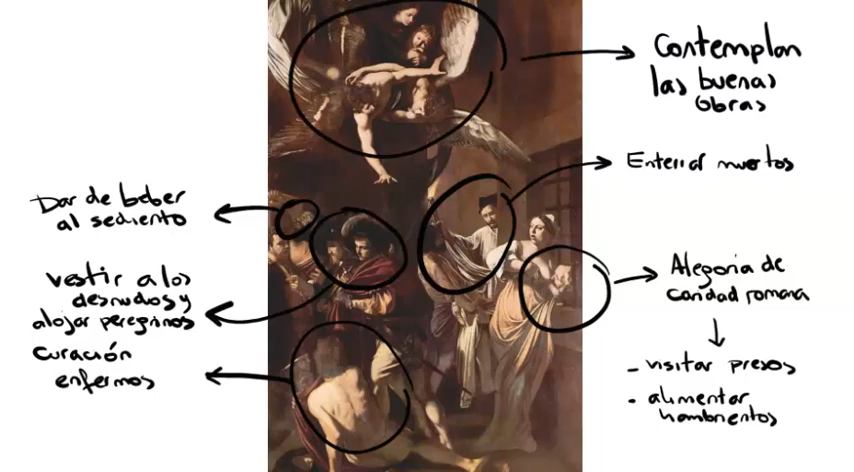 Contemplan
las buenas
obras
Enterrar muertos
Dar de beber
al sediento
Alegoría de
caridad romana
vestir a los
desnudos y
alojar peregrinos
- visitar presos
- alimentar
hambrientos
Curación
enfermos